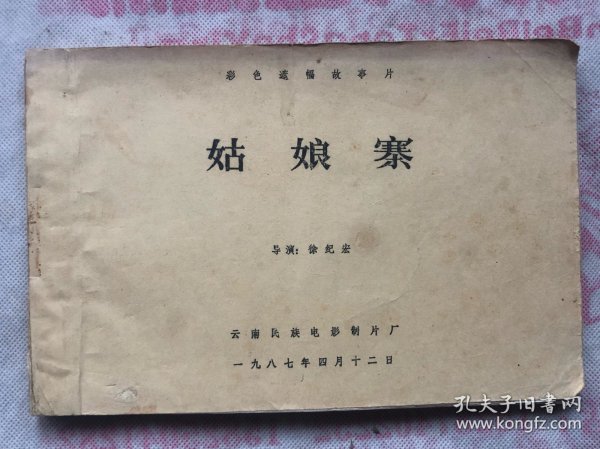 彩色遮幅故事片
姑娘寨
导演：徐纪宏
云南民族电影制片厂
一九八七年四月十二日
孔夫子旧書网
www.kongfz.com